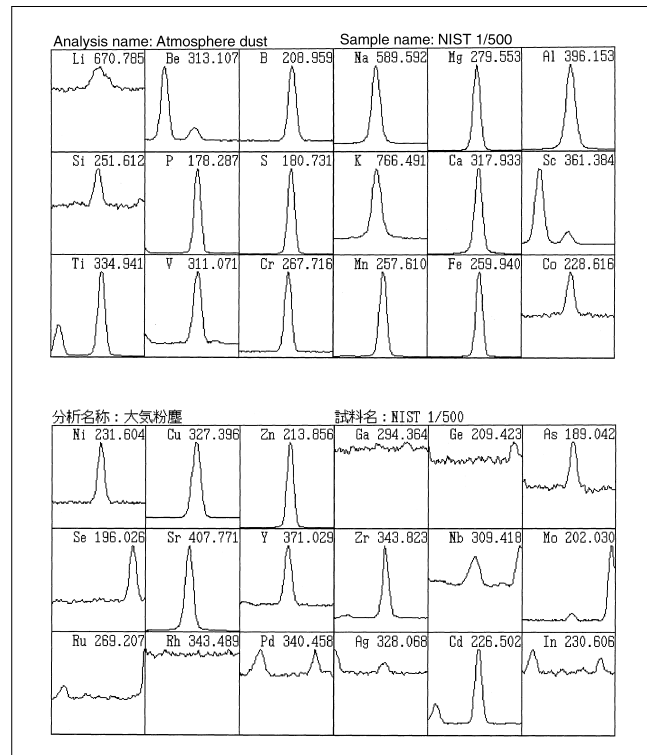 Analysis name: Atmosphere dust Sample name: NIST 1/500
Li 670.785 Be 313.107 B 208.959 Na 589.592 Mg 279.553 Al 396.153
Si 251.612 P 178.287 S 180.731 K 766.491 Ca 317.933 Sc 361.384
Ti 334.941 V 311.071 Cr 267.716 Mn 257.610 Fe 259.940 Co 228.616
分析名称：大気粉塵 試料名：NIST 1/500
Ni 231.604 Cu 327.396 Zn 213.856 Ga 294.364 Ge 209.423 As 189.042
Se 196.026 Sr 407.771 Y 371.029 Zr 343.823 Nb 309.418 Mo 202.030
Ru 269.207 Rh 343.489 Pd 340.458 Ag 328.068 Cd 226.502 In 230.606